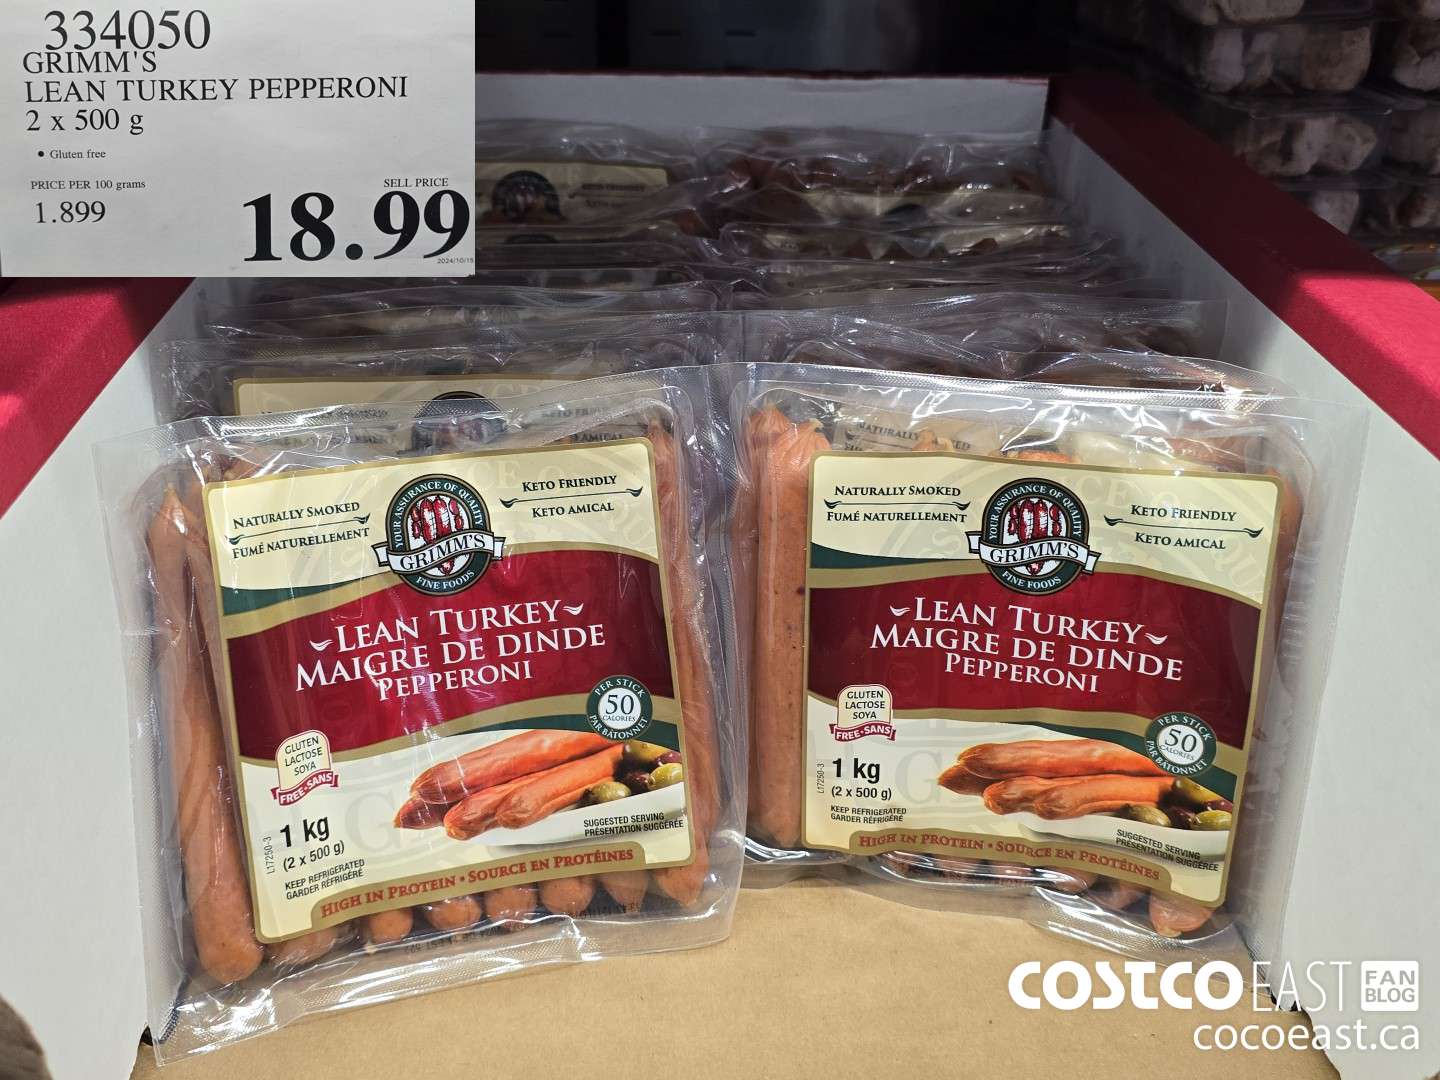 334050
GRIMM'S
LEAN TURKEY PEPPERONI
2 x 500 g
• Gluten free
PRICE PER 100 grams
1.899
SELL PRICE
18.99
2024/10/15
NATURALLY SMOKED
FUMÉ NATURELLEMENT
YOUR ASSURANCE OF QUALITY
GRIMM'S
FINE FOODS
KETO FRIENDLY
KETO AMICAL
LEAN TURKEY
MAIGRE DE DINDE
PEPPERONI
PER STICK
50
CALORIES
PAR BÂTONNET
GLUTEN
LACTOSE
SOYA
FREE-SANS
1 kg
(2 x 500 g)
KEEP REFRIGERATED
GARDER RÉFRIGÉRÉ
L17250-3
SUGGESTED SERVING
PRÉSENTATION SUGGÉRÉE
HIGH IN PROTEIN • SOURCE EN PROTÉINES
NATURALLY SMOKED
FUMÉ NATURELLEMENT
YOUR ASSURANCE OF QUALITY
GRIMM'S
FINE FOODS
KETO FRIENDLY
KETO AMICAL
LEAN TURKEY
MAIGRE DE DINDE
PEPPERONI
PER STICK
50
CALORIES
PAR BÂTONNET
GLUTEN
LACTOSE
SOYA
FREE-SANS
1 kg
(2 x 500 g)
KEEP REFRIGERATED
GARDER RÉFRIGÉRÉ
L17250-3
SUGGESTED SERVING
PRÉSENTATION SUGGÉRÉE
HIGH IN PROTEIN • SOURCE EN PROTÉINES
COSTCO EAST FAN BLOG
cocoeast.ca